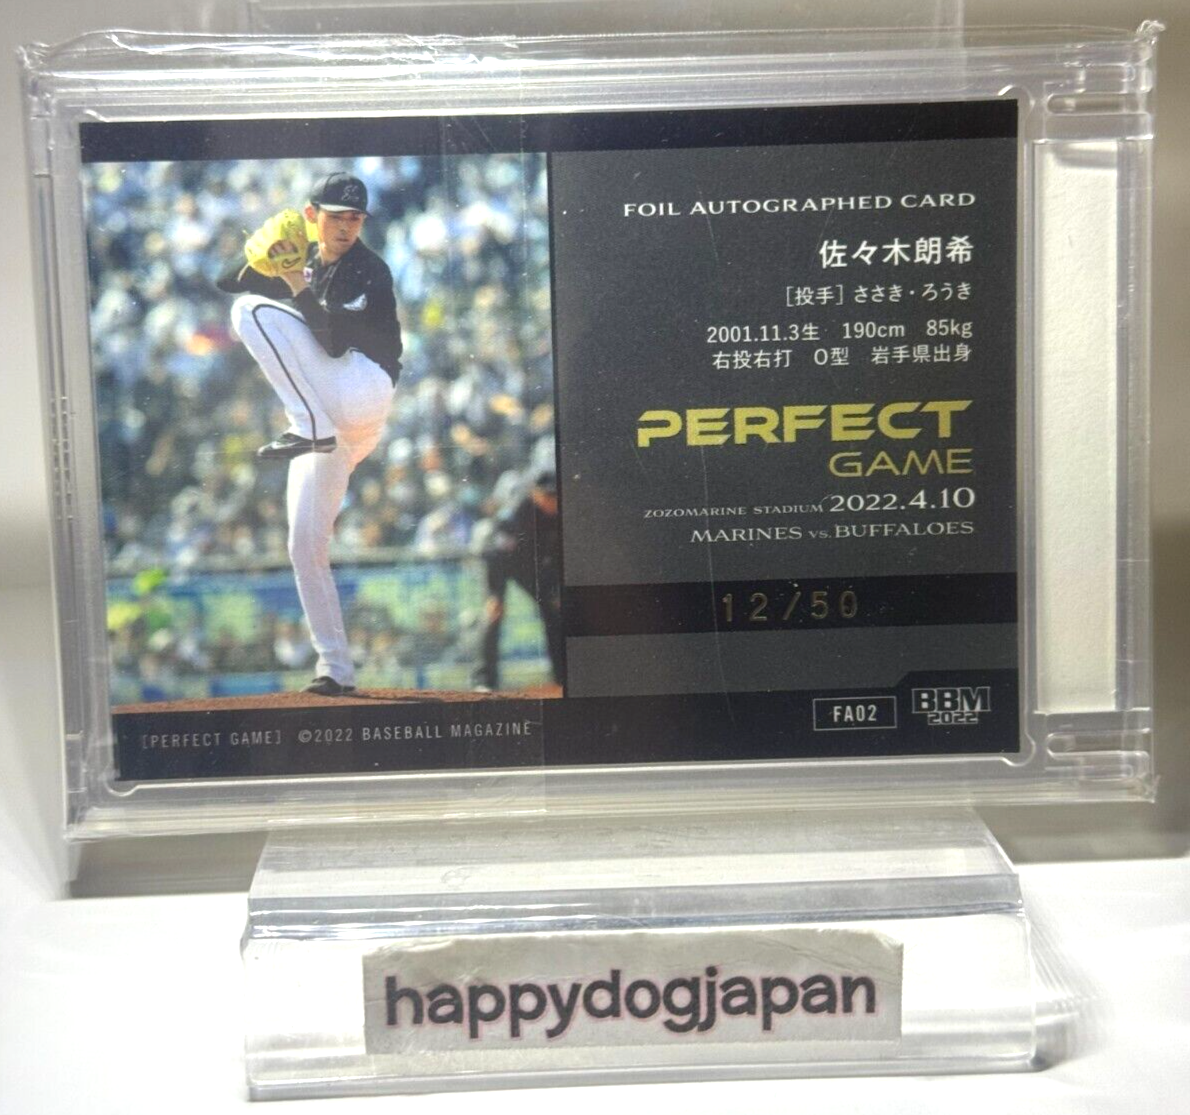 FOIL AUTOGRAPHED CARD
佐々木朗希
[投手] ささき・ろうき
2001.11.3生 190cm 85kg
右投右打 O型 岩手県出身
PERFECT
GAME
ZOZOMARINE STADIUM 2022.4.10
MARINES vs. BUFFALOES
12/50
FA02
BBM
2022
[PERFECT GAME] ©2022 BASEBALL MAGAZINE
happydogjapan